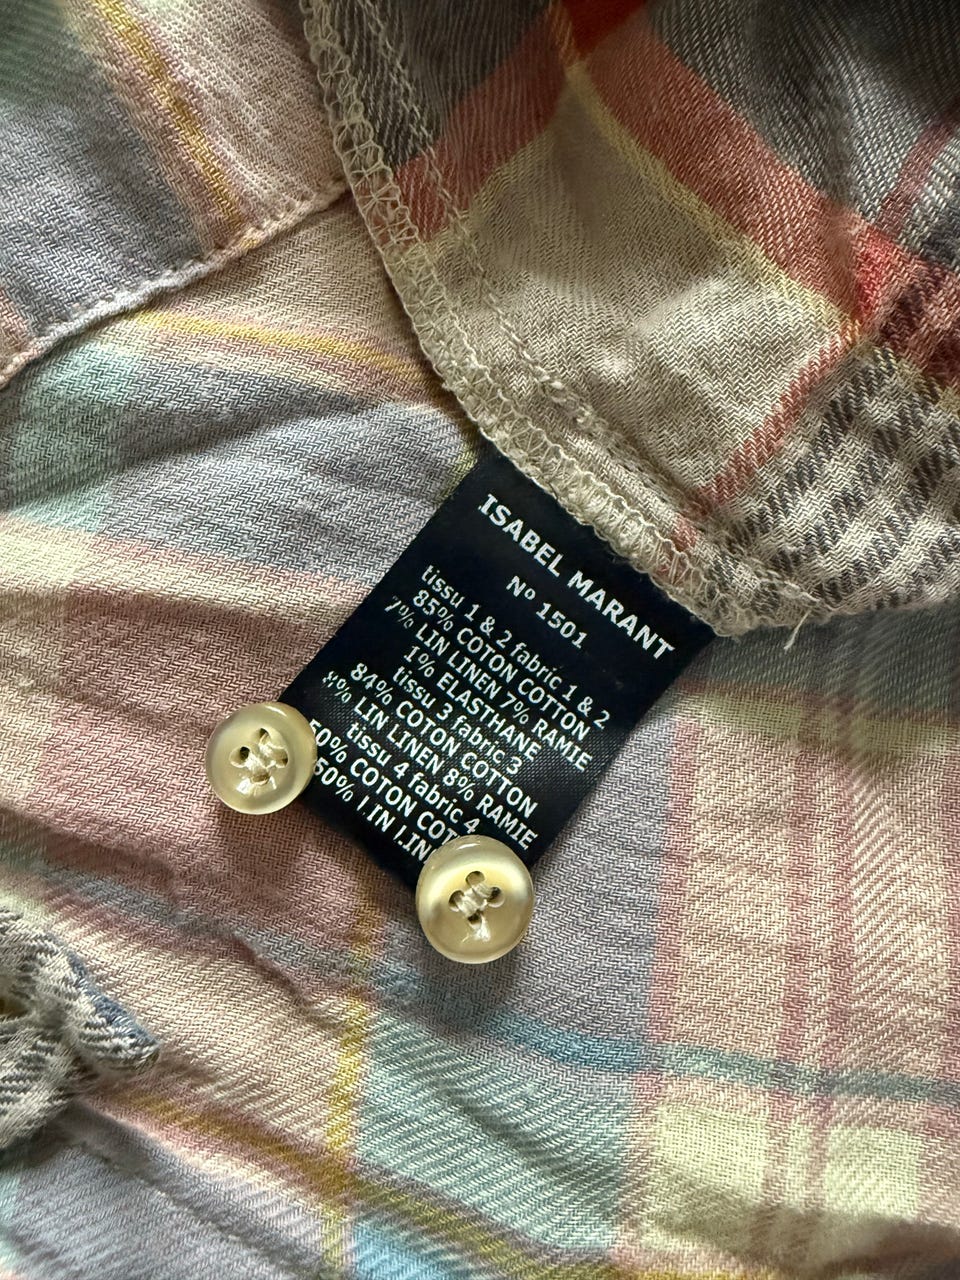 ISABEL MARANT
Nº 1501
tissu 1 & 2 fabric 1 & 2
85% COTON COTTON
7% LIN LINEN 7% RAMIE
1% ELASTHANE
tissu 3 fabric 3
84% COTON COTTON
8% LIN LINEN 8% RAMIE
tissu 4 fabric 4
50% COTON
50% LIN